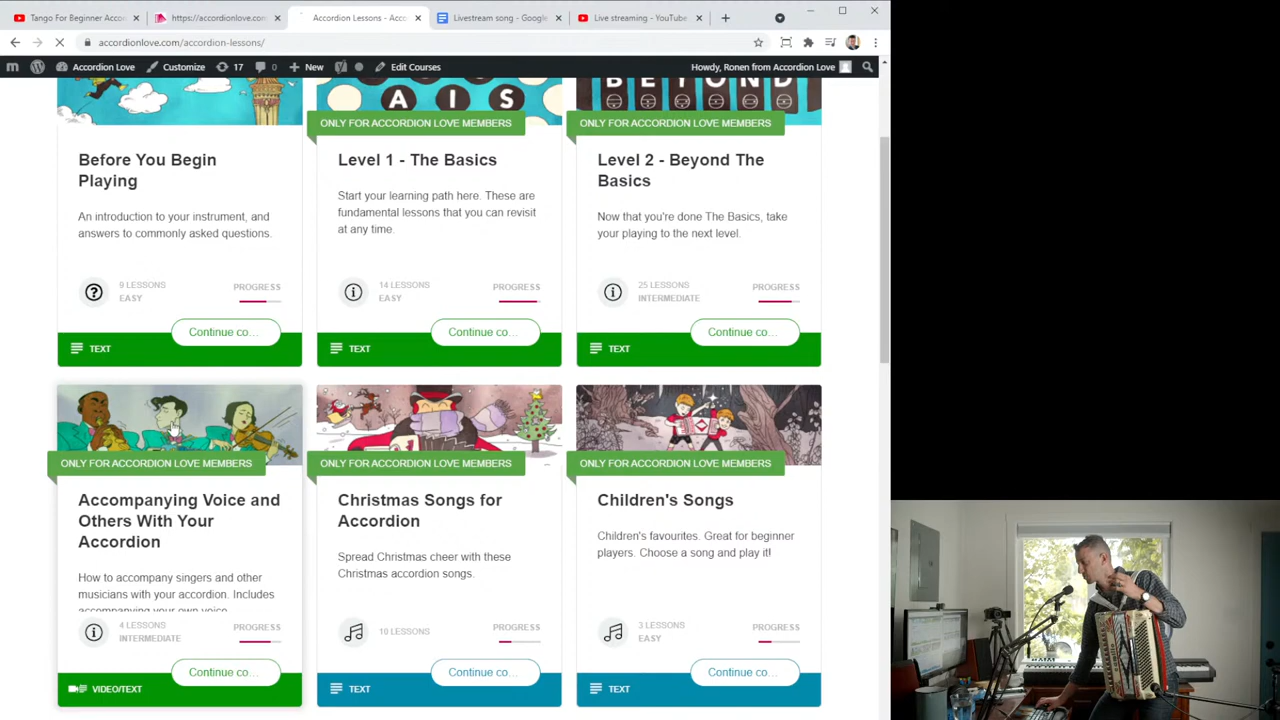 Tango For Beginner Acco
https://accordionlove.com/
Accordion Lessons - Acco
Livestream song - Google
Live streaming - YouTube
accordionlove.com/accordion-lessons/
Accordion Love
Customize
17
0
New
Edit Courses
Howdy, Ronen from Accordion Love
A I S
BEYOND
ONLY FOR ACCORDION LOVE MEMBERS
ONLY FOR ACCORDION LOVE MEMBERS
Before You Begin
Playing
An introduction to your instrument, and
answers to commonly asked questions.
9 LESSONS
EASY
PROGRESS
Continue co...
TEXT
Level 1 - The Basics
Start your learning path here. These are
fundamental lessons that you can revisit
at any time.
14 LESSONS
EASY
PROGRESS
Continue co...
TEXT
Level 2 - Beyond The
Basics
Now that you're done The Basics, take
your playing to the next level.
25 LESSONS
INTERMEDIATE
PROGRESS
Continue co...
TEXT
ONLY FOR ACCORDION LOVE MEMBERS
Accompanying Voice and
Others With Your
Accordion
How to accompany singers and other
musicians with your accordion. Includes
accompanying your own voice
4 LESSONS
INTERMEDIATE
PROGRESS
Continue co...
VIDEO/TEXT
ONLY FOR ACCORDION LOVE MEMBERS
Christmas Songs for
Accordion
Spread Christmas cheer with these
Christmas accordion songs.
10 LESSONS
PROGRESS
Continue co...
TEXT
ONLY FOR ACCORDION LOVE MEMBERS
Children's Songs
Children's favourites. Great for beginner
players. Choose a song and play it!
3 LESSONS
EASY
PROGRESS
Continue co...
TEXT